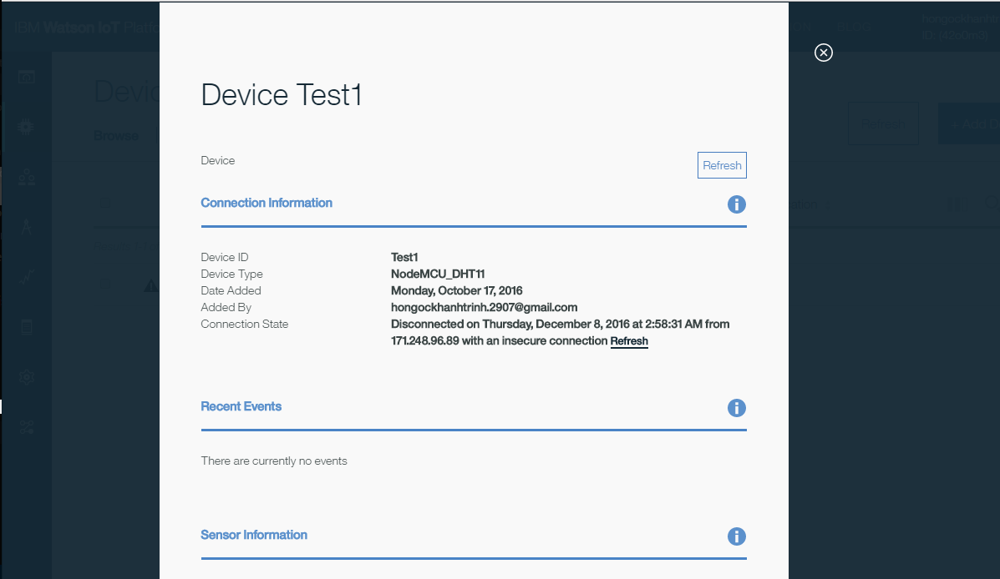 IBM Watson IoT Platfo
BLOG
Device Test1
Browse
Refresh
+ Add D
Device
Refresh
Connection Information
Device ID Test1
Device Type NodeMCU_DHT11
Date Added Monday, October 17, 2016
Added By hongockhanhtrinh.2907@gmail.com
Connection State Disconnected on Thursday, December 8, 2016 at 2:58:31 AM from
171.248.96.89 with an insecure connection Refresh
Recent Events
There are currently no events
Sensor Information